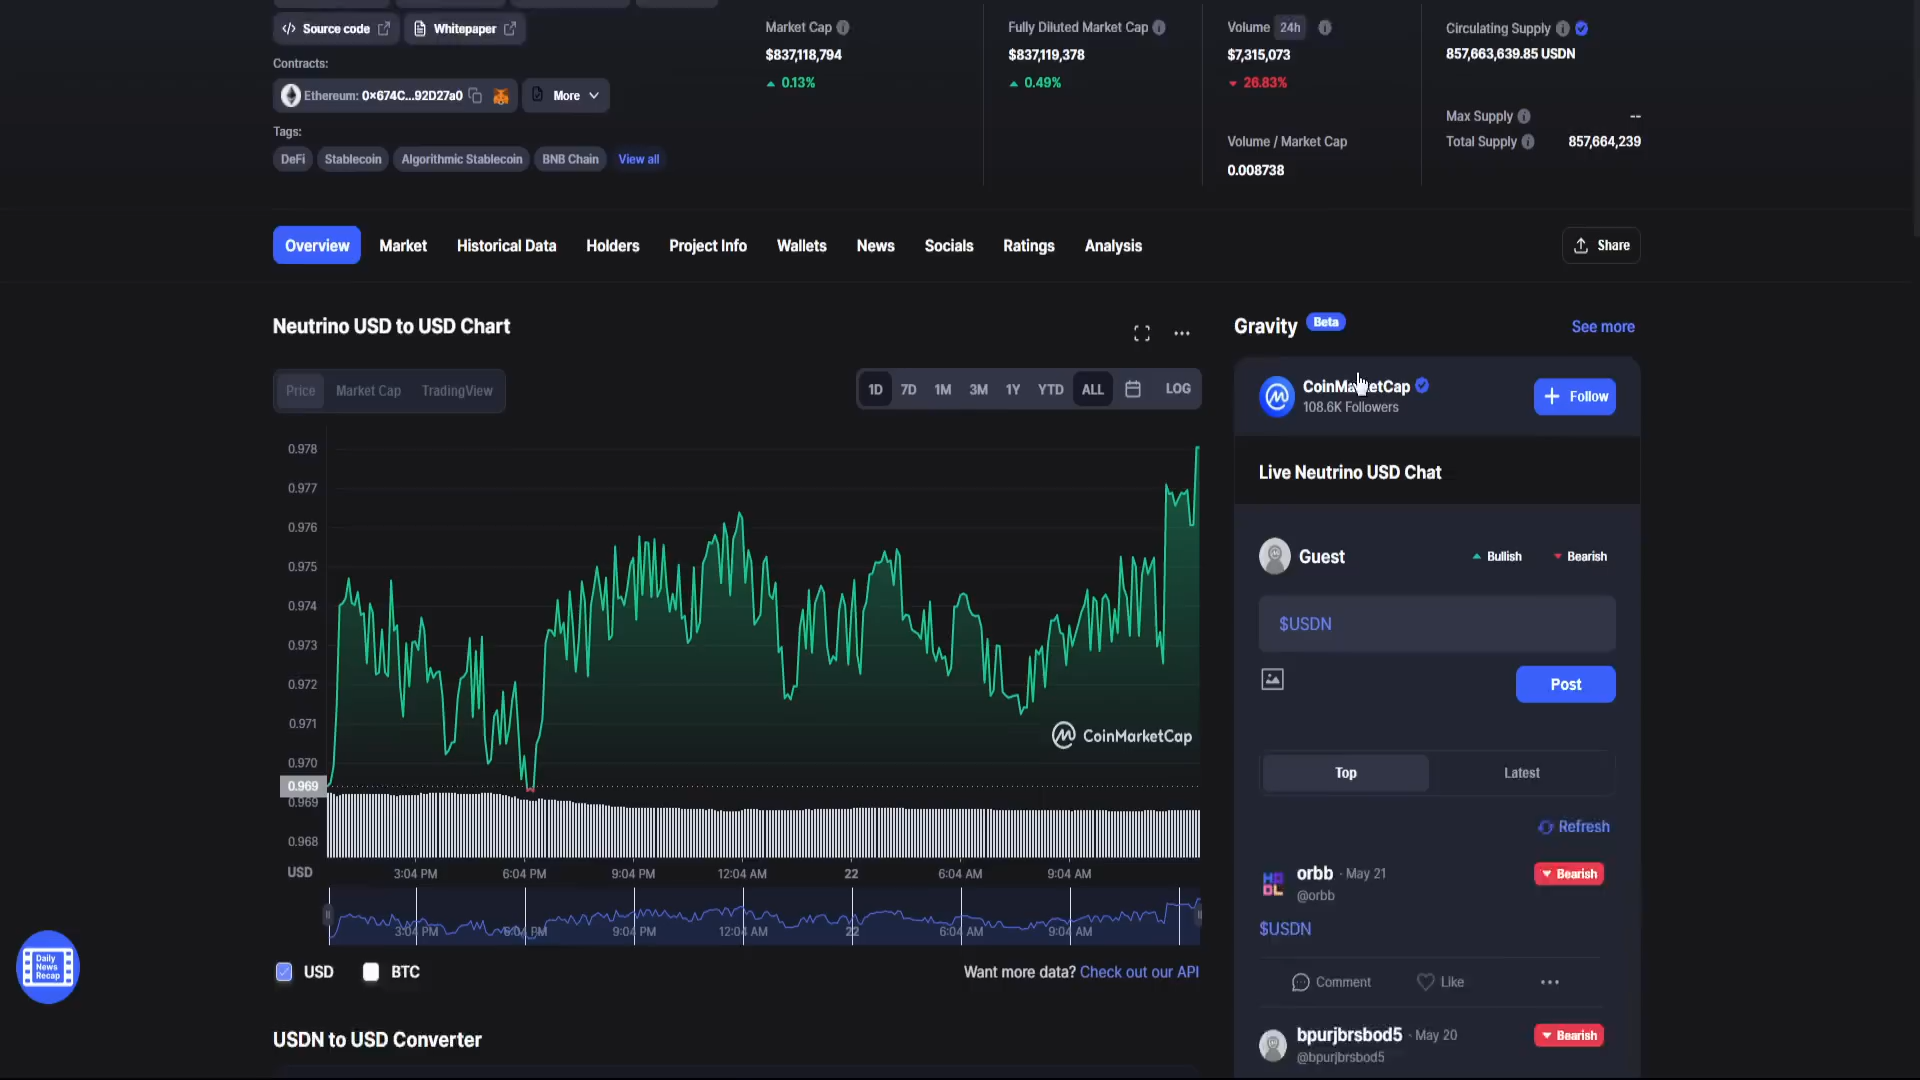 Source code
Whitepaper
Contracts:
Ethereum: 0×674C...92D27a0
More
Tags:
DeFi
Stablecoin
Algorithmic Stablecoin
BNB Chain
View all
Market Cap
$837,118,794
0.13%
Fully Diluted Market Cap
$837,119,378
0.49%
Volume 24h
$7,315,073
26.83%
Volume / Market Cap
0.008738
Circulating Supply
857,663,639.85 USDN
Max Supply --
Total Supply 857,664,239
Overview
Market
Historical Data
Holders
Project Info
Wallets
News
Socials
Ratings
Analysis
Share
Neutrino USD to USD Chart
Price
Market Cap
TradingView
1D
7D
1M
3M
1Y
YTD
ALL
LOG
0.978
0.977
0.976
0.975
0.974
0.973
0.972
0.971
0.970
0.969
0.969
0.968
USD
CoinMarketCap
3:04 PM
6:04 PM
9:04 PM
12:04 AM
22
6:04 AM
9:04 AM
3:04 PM
6:04 PM
9:04 PM
12:04 AM
22
6:04 AM
9:04 AM
USD
BTC
Want more data? Check out our API
USDN to USD Converter
Gravity Beta
See more
CoinMarketCap
108.6K Followers
Follow
Live Neutrino USD Chat
Guest
Bullish
Bearish
$USDN
Post
Top
Latest
Refresh
orbb · May 21
Bearish
@orbb
$USDN
Comment
Like
bpurjbrsbod5 · May 20
Bearish
@bpurjbrsbod5
Daily
News
Recap